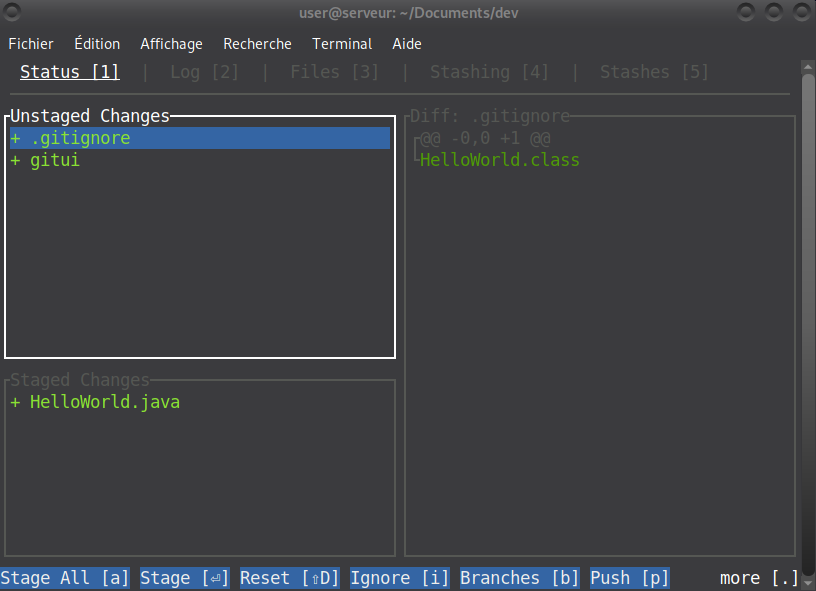 user@serveur: ~/Documents/dev
Fichier Édition Affichage Recherche Terminal Aide
Status [1] | Log [2] | Files [3] | Stashing [4] | Stashes [5]
Unstaged Changes
+ .gitignore
+ gitui
Diff: .gitignore
@@ -0,0 +1 @@
HelloWorld.class
Staged Changes
+ HelloWorld.java
Stage All [a] Stage [⏎] Reset [⇧D] Ignore [i] Branches [b] Push [p] more [.]